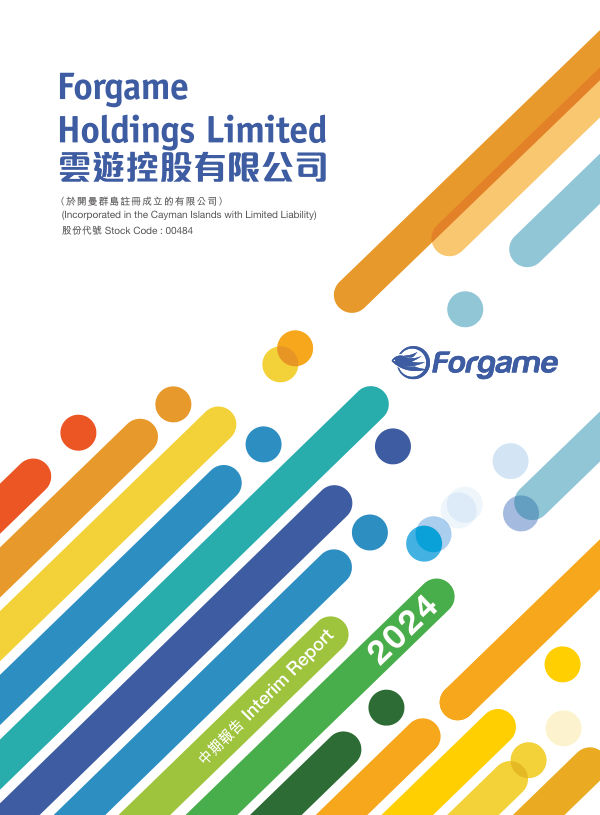 Forgame
Holdings Limited
雲遊控股有限公司
（於開曼群島註冊成立的有限公司）
(Incorporated in the Cayman Islands with Limited Liability)
股份代號 Stock Code : 00484
Forgame
中期報告 Interim Report
2024